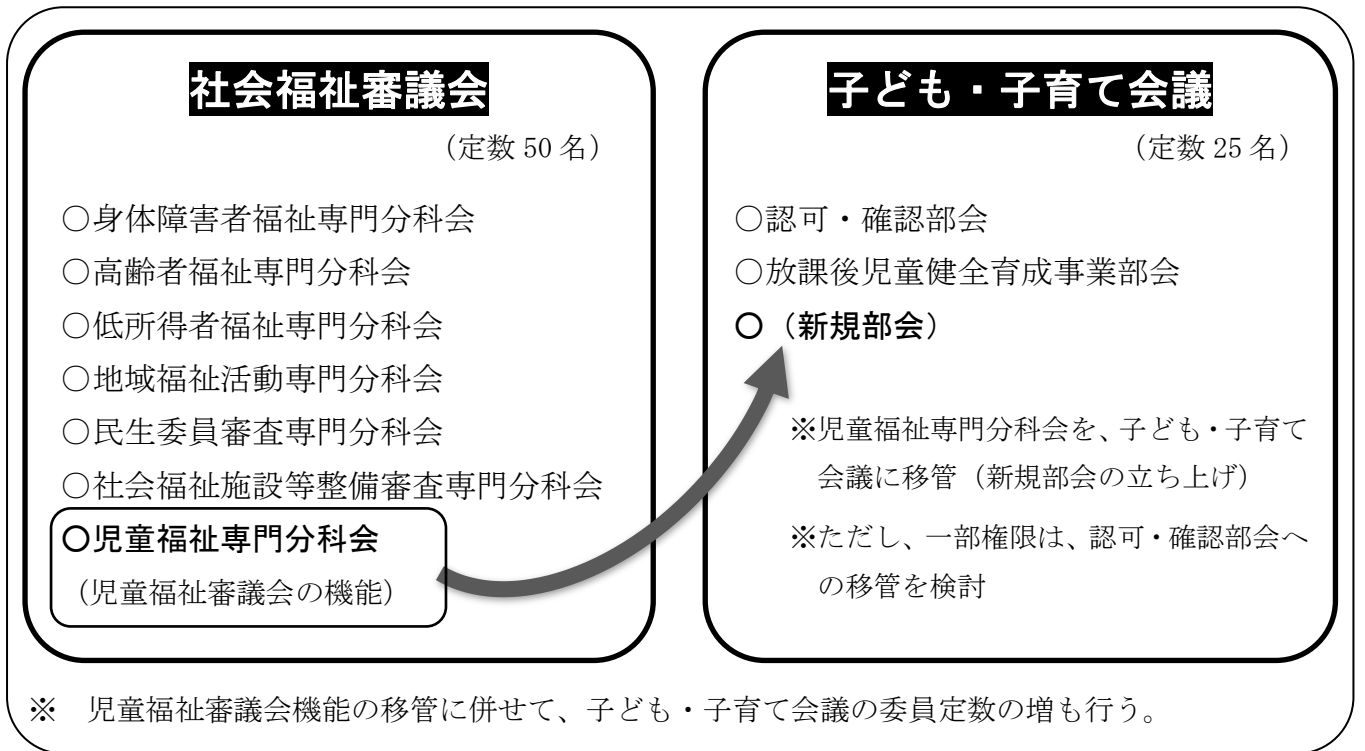 社会福祉審議会
（定数 50 名）
○身体障害者福祉専門分科会
○高齢者福祉専門分科会
○低所得者福祉専門分科会
○地域福祉活動専門分科会
○民生委員審査専門分科会
○社会福祉施設等整備審査専門分科会
○児童福祉専門分科会
（児童福祉審議会の機能）
子ども・子育て会議
（定数 25 名）
○認可・確認部会
○放課後児童健全育成事業部会
○（新規部会）
※児童福祉専門分科会を、子ども・子育て
会議に移管（新規部会の立ち上げ）
※ただし、一部権限は、認可・確認部会へ
の移管を検討
※　児童福祉審議会機能の移管に併せて、子ども・子育て会議の委員定数の増も行う。